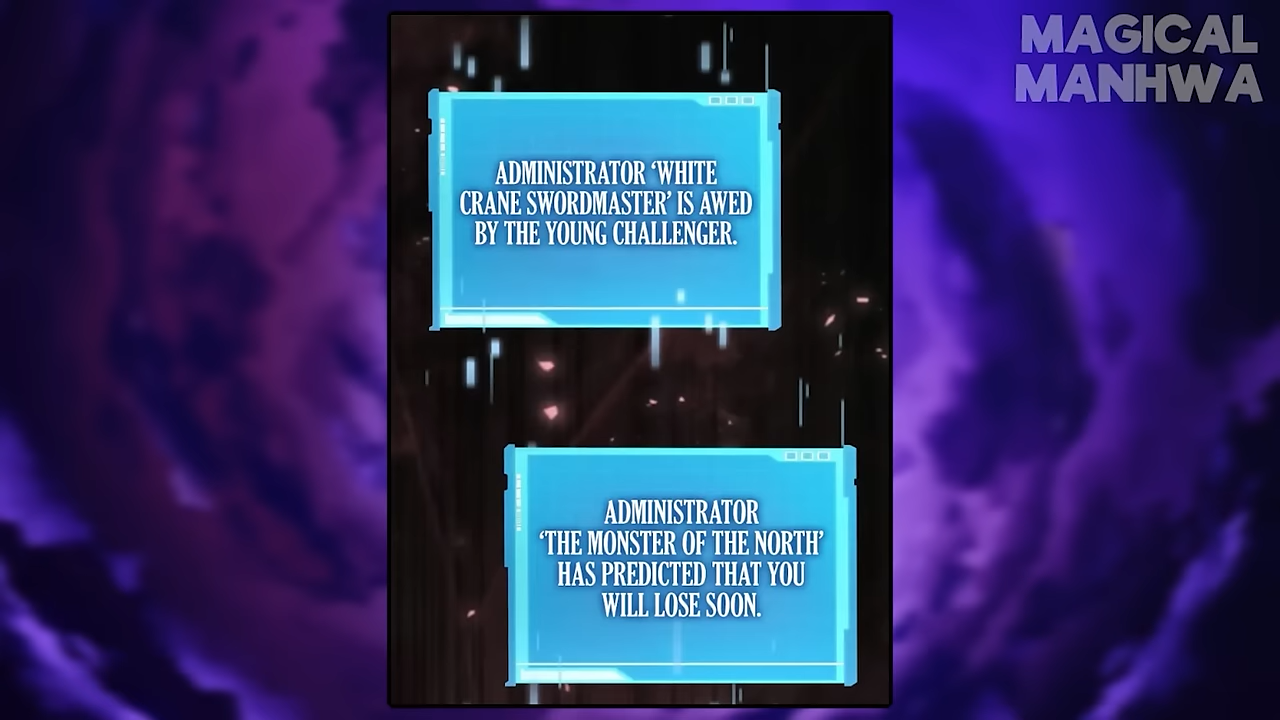 MAGICAL
MANHWA
ADMINISTRATOR ‘WHITE
CRANE SWORDMASTER’ IS AWED
BY THE YOUNG CHALLENGER.
ADMINISTRATOR
‘THE MONSTER OF THE NORTH’
HAS PREDICTED THAT YOU
WILL LOSE SOON.